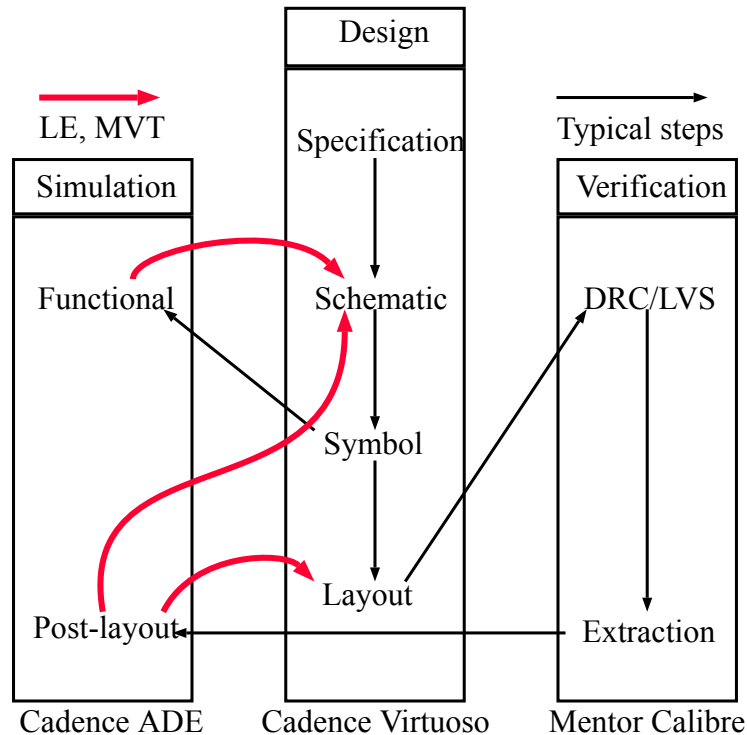 Design
LE, MVT
Typical steps
Specification
Simulation
Verification
Functional
Schematic
DRC/LVS
Symbol
Layout
Post-layout
Extraction
Cadence ADE
Cadence Virtuoso
Mentor Calibre